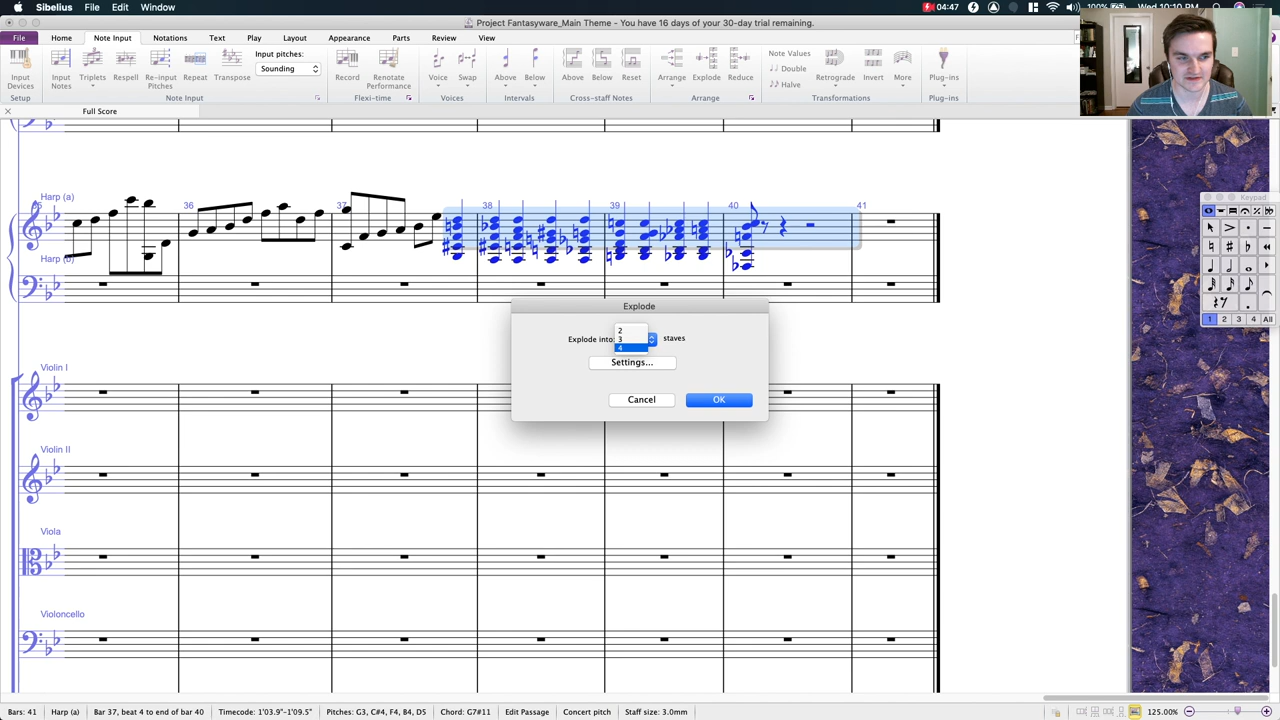 Sibelius File Edit Window Help 04:47 100% Wed 10:10 PM
Project Fantasyware_Main Theme - You have 16 days of your 30-day trial remaining.
File Home Note Input Notations Text Play Layout Appearance Parts Review View
Input Devices
Setup
Input Notes
Triplets
Respell
Re-input Pitches
Repeat
Transpose
Input pitches:
Sounding
Note Input
Record
Renotate Performance
Flexi-time
Voice
Swap
Voices
Above
Below
Intervals
Above
Below
Reset
Cross-staff Notes
Arrange
Explode
Reduce
Arrange
Note Values
Double
Halve
Retrograde
Invert
More
Transformations
Plug-ins
Plug-ins
Full Score
Harp (a)
36 37 38 39 40 41
Explode
Explode into:
2
3
4
staves
Settings...
Cancel OK
Violin I
Violin II
Viola
Violoncello
Keypad
1 2 3 4 All
Bars: 41 Harp (a) Bar 37, beat 4 to end of bar 40 Timecode: 1'03.9"-1'09.5" Pitches: G3, C#4, F4, B4, D5 Chord: G7#11 Edit Passage Concert pitch Staff size: 3.0mm 125.00%